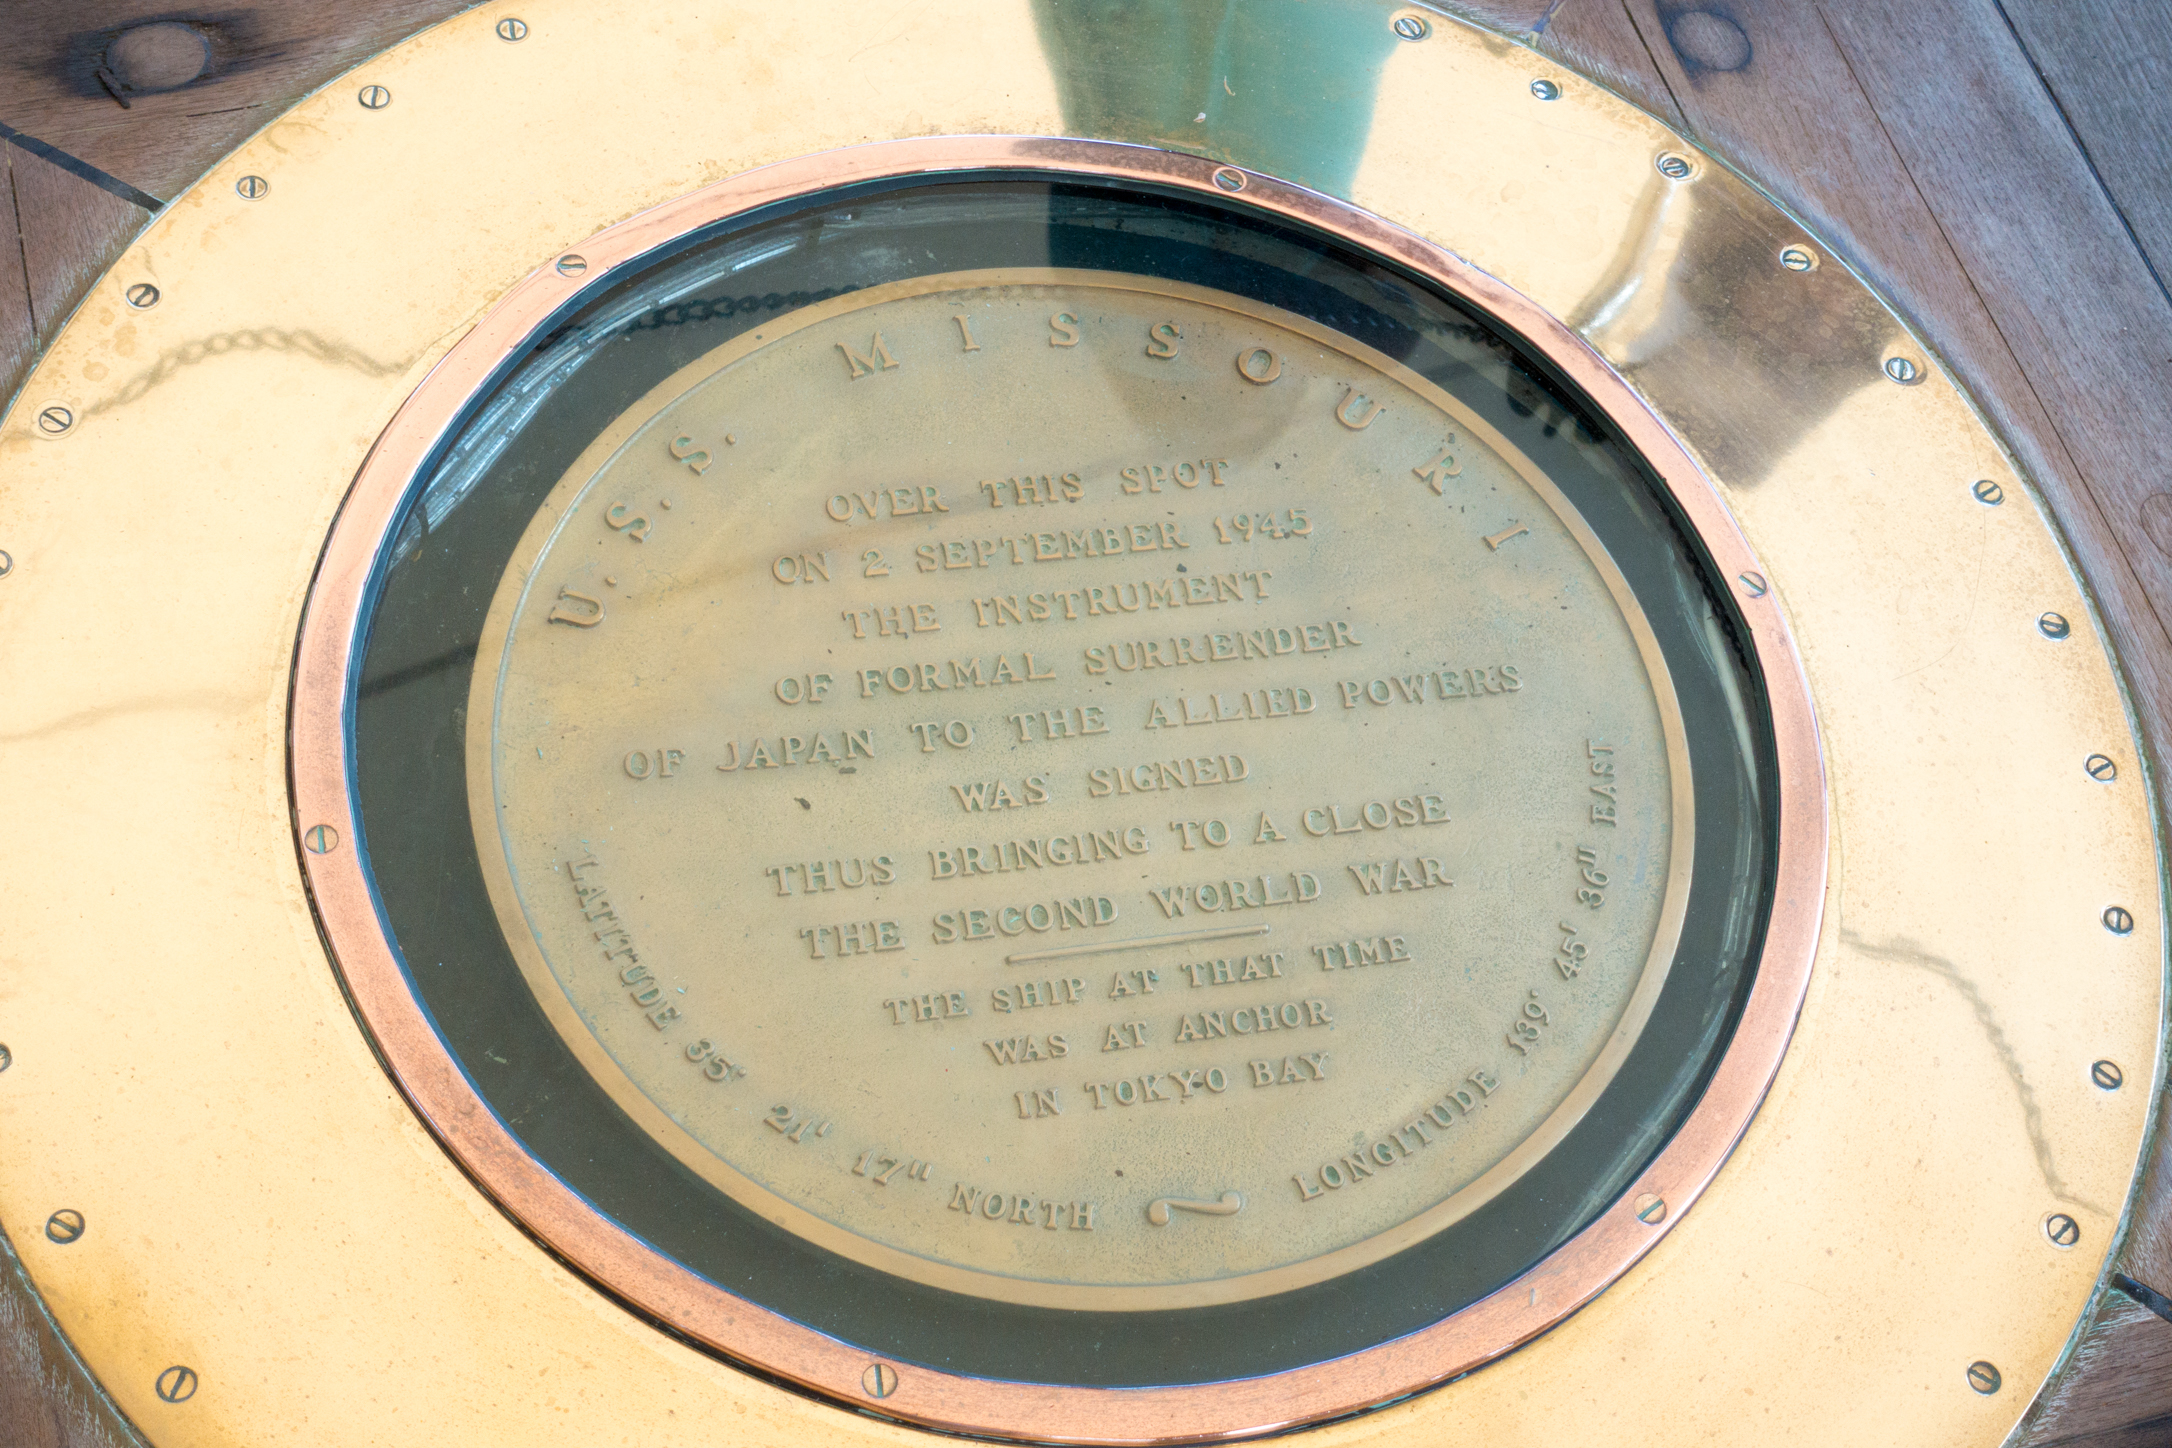 U.S.S. MISSOURI
OVER THIS SPOT
ON 2 SEPTEMBER 1945
THE INSTRUMENT
OF FORMAL SURRENDER
OF JAPAN TO THE ALLIED POWERS
WAS SIGNED
THUS BRINGING TO A CLOSE
THE SECOND WORLD WAR
THE SHIP AT THAT TIME
WAS AT ANCHOR
IN TOKYO BAY
LATITUDE 35° 21' 17" NORTH ~ LONGITUDE 139° 45' 36" EAST